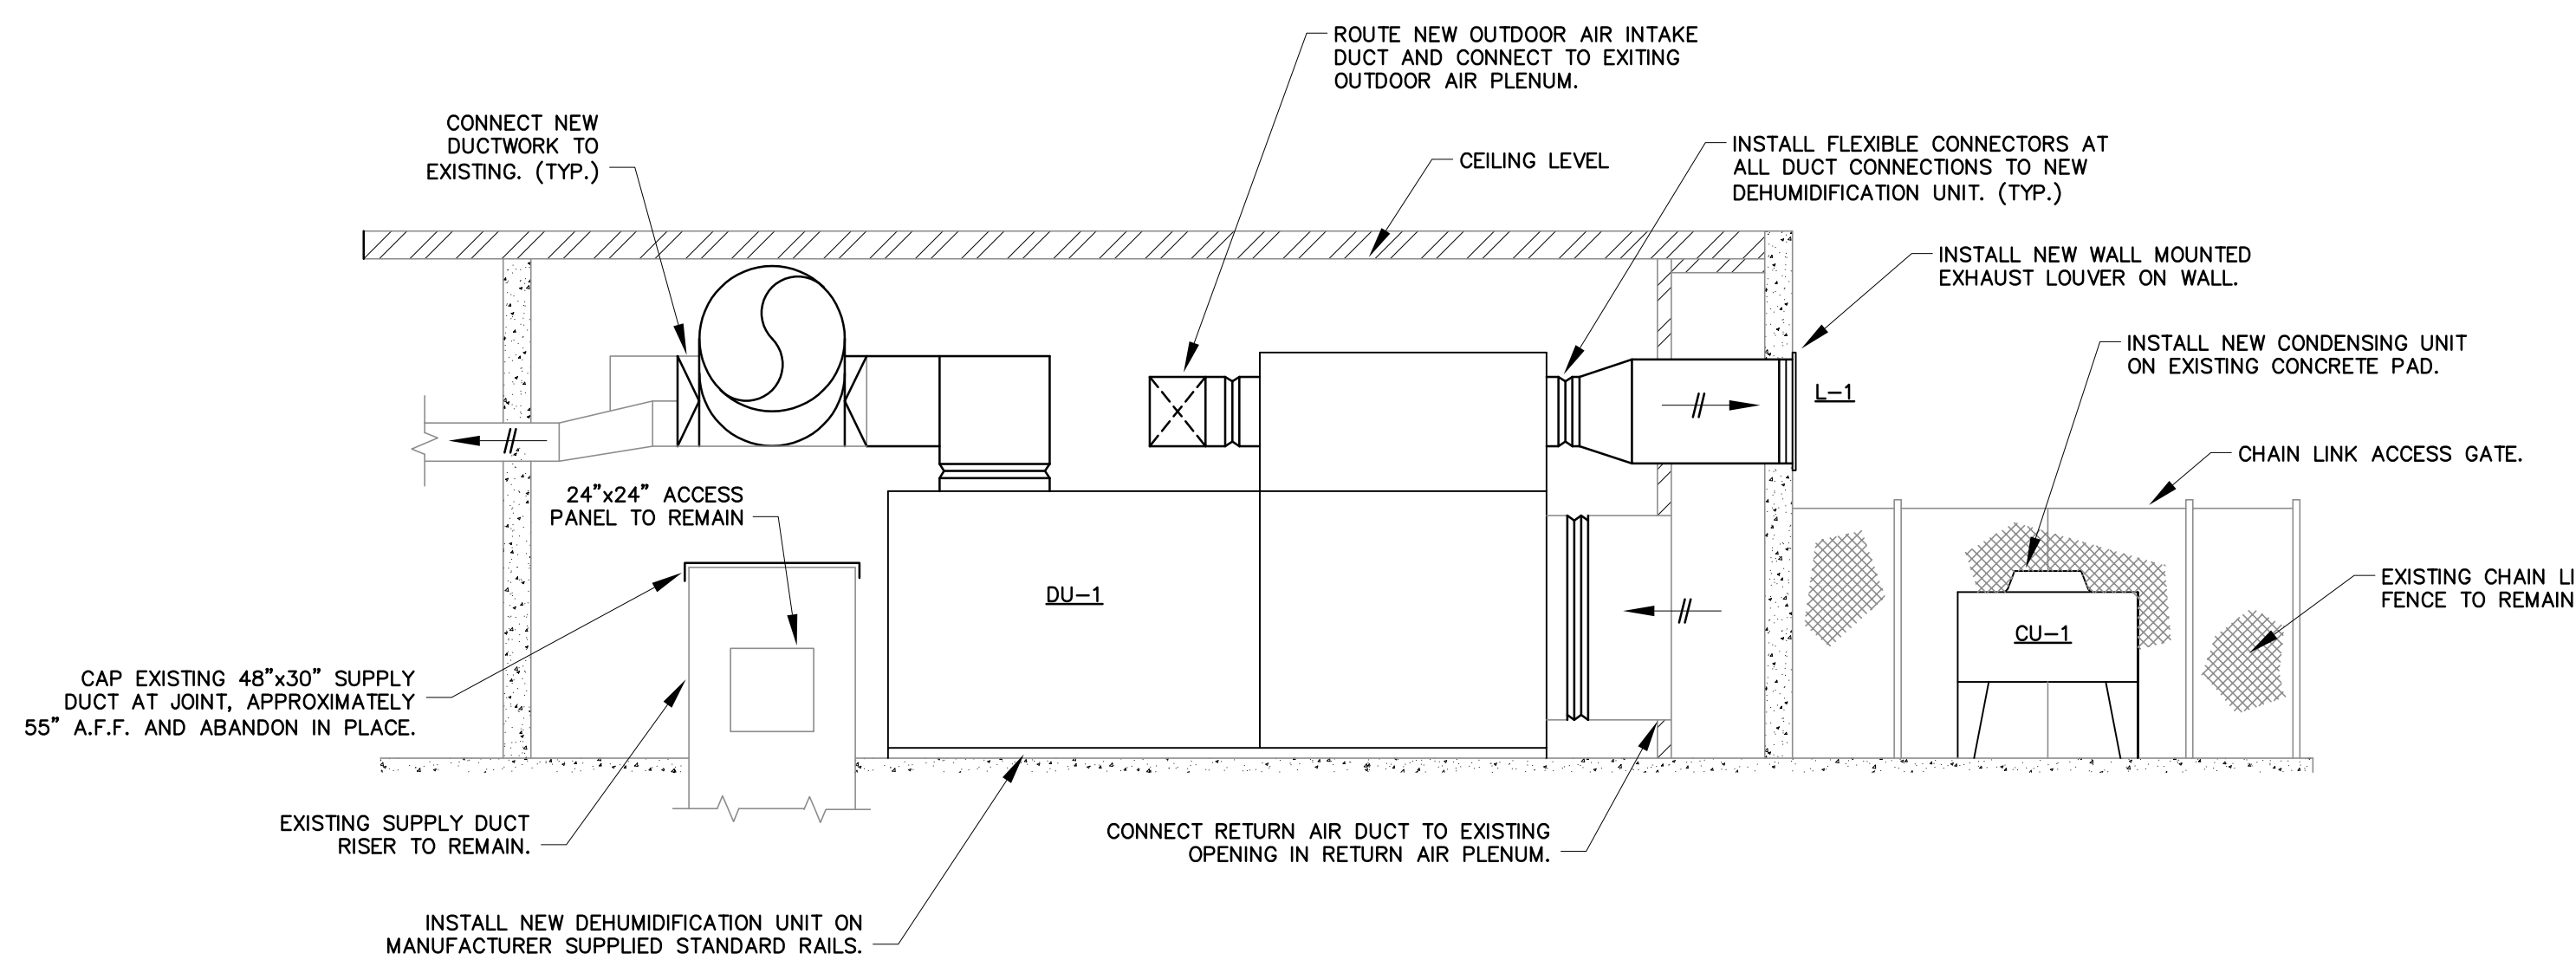 ROUTE NEW OUTDOOR AIR INTAKE
DUCT AND CONNECT TO EXITING
OUTDOOR AIR PLENUM.
CONNECT NEW
DUCTWORK TO
EXISTING. (TYP.)
CEILING LEVEL
INSTALL FLEXIBLE CONNECTORS AT
ALL DUCT CONNECTIONS TO NEW
DEHUMIDIFICATION UNIT. (TYP.)
INSTALL NEW WALL MOUNTED
EXHAUST LOUVER ON WALL.
INSTALL NEW CONDENSING UNIT
ON EXISTING CONCRETE PAD.
L-1
CHAIN LINK ACCESS GATE.
24"x24" ACCESS
PANEL TO REMAIN
DU-1
EXISTING CHAIN LI
FENCE TO REMAIN
CU-1
CAP EXISTING 48"x30" SUPPLY
DUCT AT JOINT, APPROXIMATELY
55" A.F.F. AND ABANDON IN PLACE.
EXISTING SUPPLY DUCT
RISER TO REMAIN.
CONNECT RETURN AIR DUCT TO EXISTING
OPENING IN RETURN AIR PLENUM.
INSTALL NEW DEHUMIDIFICATION UNIT ON
MANUFACTURER SUPPLIED STANDARD RAILS.